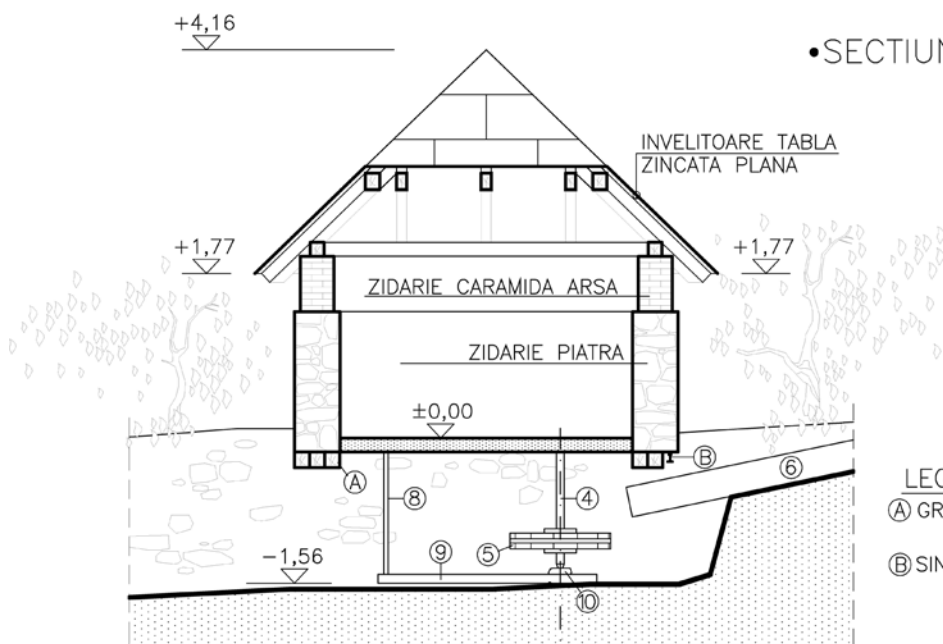 +4,16
•SECTIUN
INVELITOARE TABLA
ZINCATA PLANA
+1,77
+1,77
ZIDARIE CARAMIDA ARSA
ZIDARIE PIATRA
±0,00
A
B
6
8
4
LEG
A GR
5
9
−1,56
B SIN
10